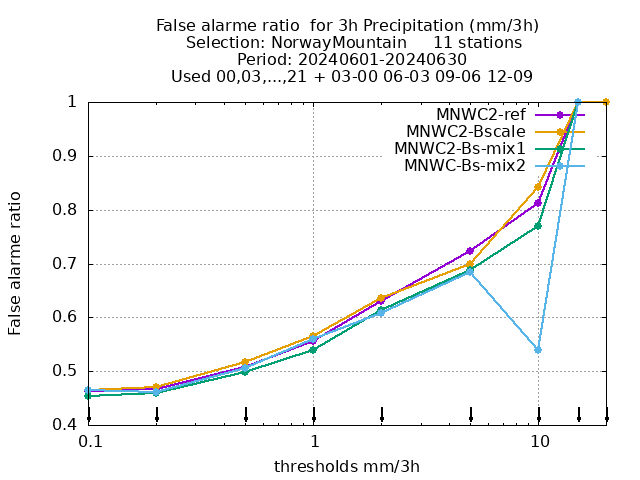 False alarme ratio  for 3h Precipitation (mm/3h)
Selection: NorwayMountain     11 stations
Period: 20240601-20240630
Used 00,03,...,21 + 03-00 06-03 09-06 12-09
MNWC2-ref
MNWC2-Bscale
MNWC2-Bs-mix1
MNWC-Bs-mix2
False alarme ratio
1
0.9
0.8
0.7
0.6
0.5
0.4
0.1 1 10
thresholds mm/3h